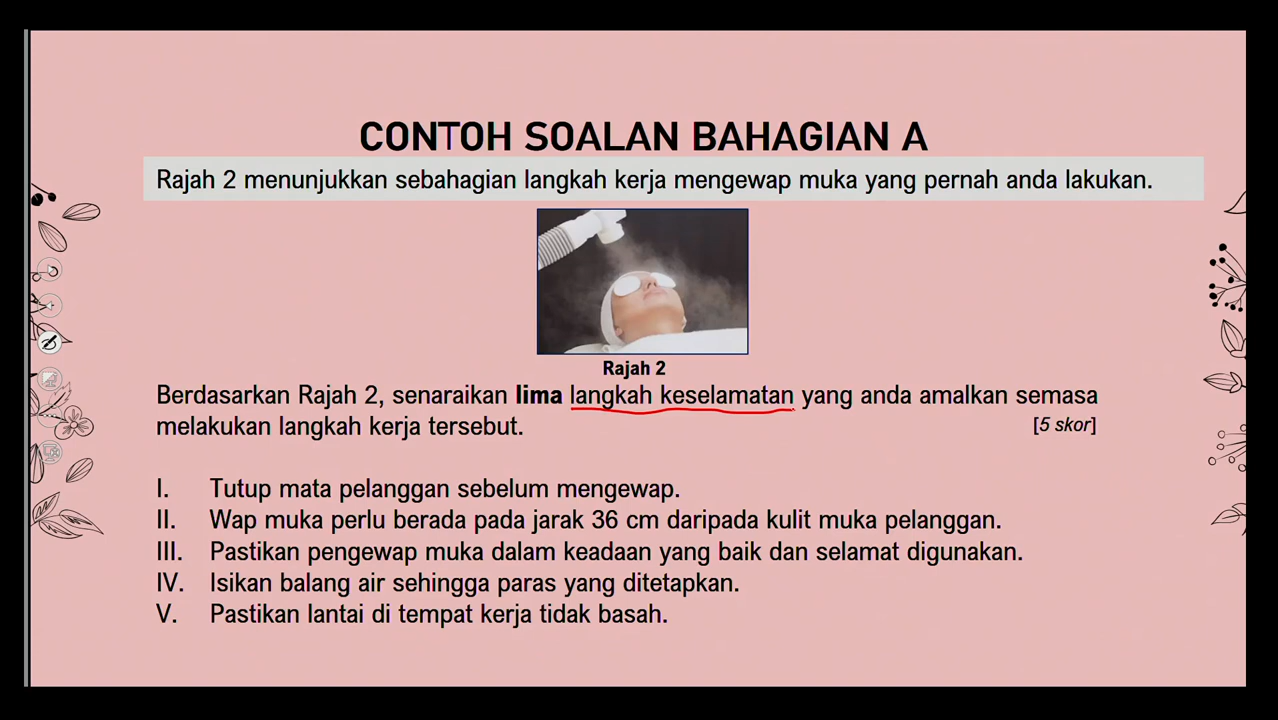 CONTOH SOALAN BAHAGIAN A
Rajah 2 menunjukkan sebahagian langkah kerja mengewap muka yang pernah anda lakukan.
Rajah 2
Berdasarkan Rajah 2, senaraikan lima langkah keselamatan yang anda amalkan semasa
melakukan langkah kerja tersebut. [5 skor]
I. Tutup mata pelanggan sebelum mengewap.
II. Wap muka perlu berada pada jarak 36 cm daripada kulit muka pelanggan.
III. Pastikan pengewap muka dalam keadaan yang baik dan selamat digunakan.
IV. Isikan balang air sehingga paras yang ditetapkan.
V. Pastikan lantai di tempat kerja tidak basah.